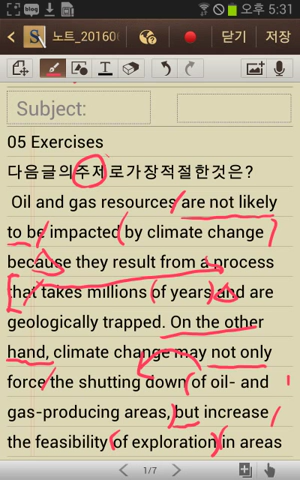 blog
오후 5:31
S 노트_20160 닫기 저장
T
Subject:
05 Exercises
다음글의주제로가장적절한것은?
Oil and gas resources are not likely
to be impacted by climate change
because they result from a process
that takes millions of years and are
geologically trapped. On the other
hand, climate change may not only
force the shutting down of oil- and
gas-producing areas, but increase
the feasibility of exploration in areas
1/7